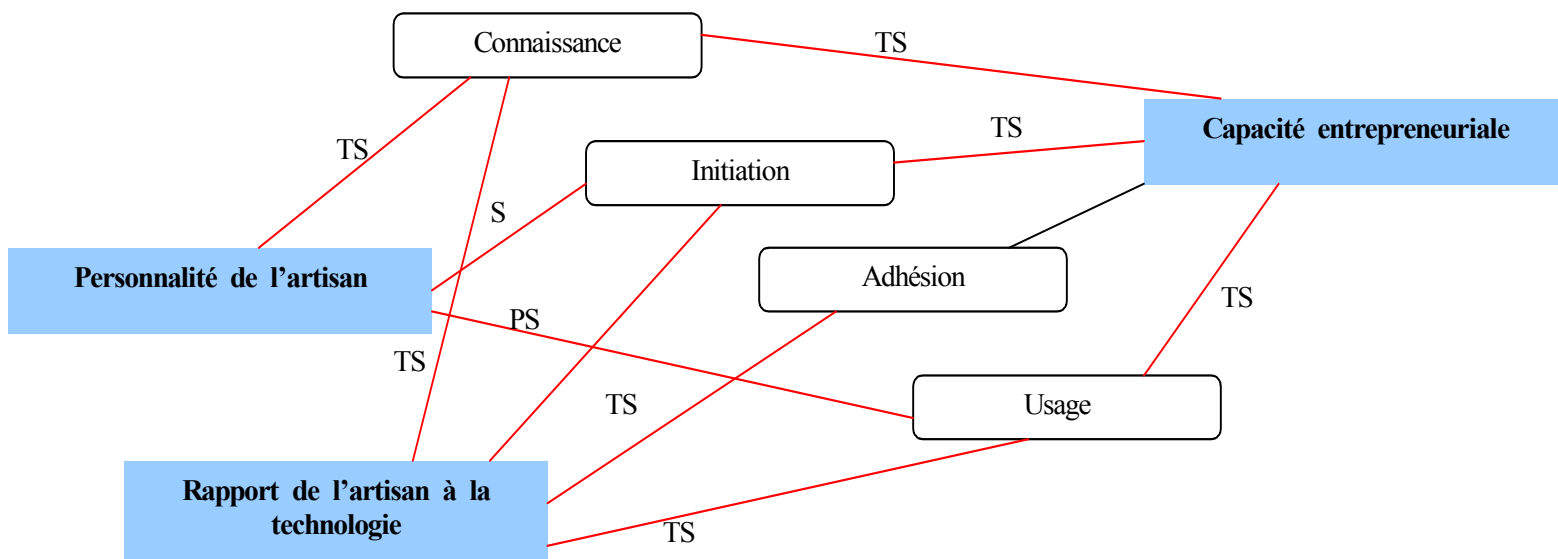 Connaissance
TS
TS
Capacité entrepreneuriale
TS
Initiation
S
Personnalité de l’artisan
Adhésion
TS
PS
TS
TS
Usage
Rapport de l’artisan à la
technologie
TS